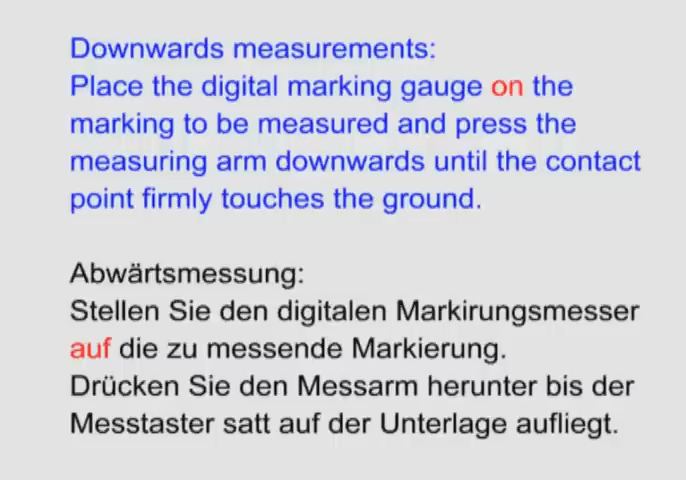 Downwards measurements:
Place the digital marking gauge on the
marking to be measured and press the
measuring arm downwards until the contact
point firmly touches the ground.
Abwärtsmessung:
Stellen Sie den digitalen Markirungsmesser
auf die zu messende Markierung.
Drücken Sie den Messarm herunter bis der
Messtaster satt auf der Unterlage aufliegt.